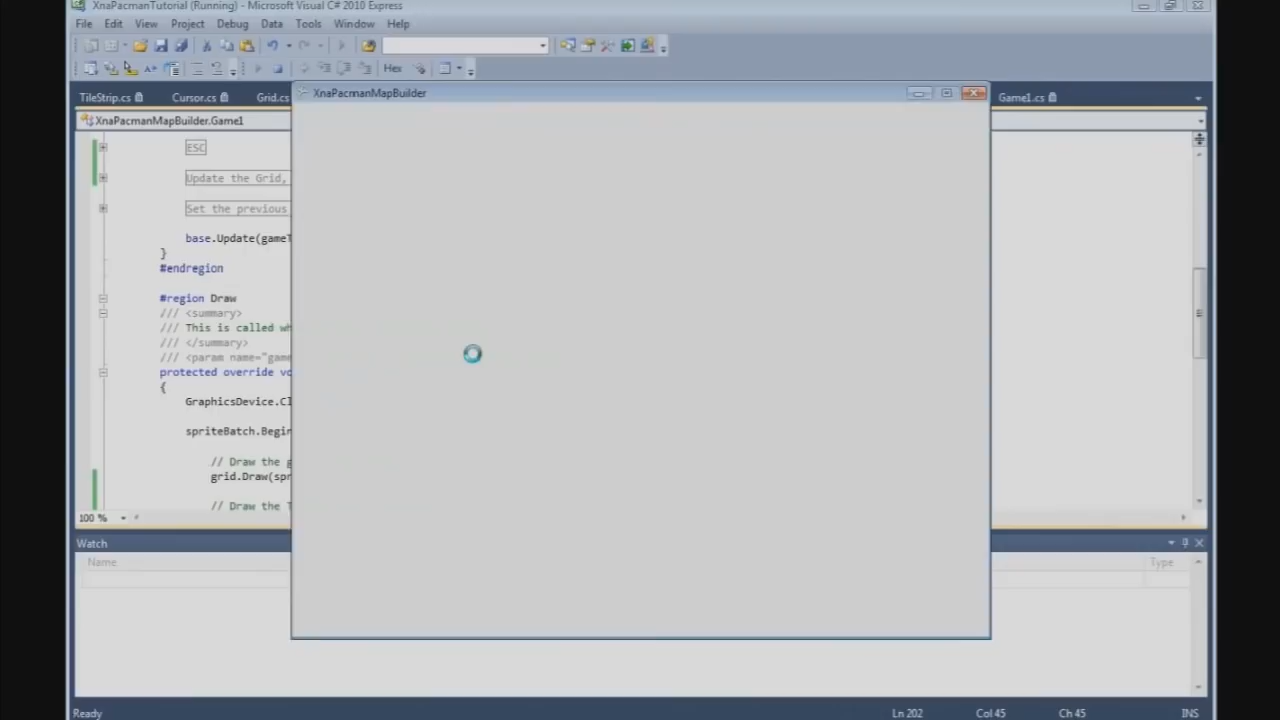 XnaPacmanTutorial (Running) - Microsoft Visual C# 2010 Express
File Edit View Project Debug Data Tools Window Help
Hex
TileStrip.cs Cursor.cs Grid.cs Game1.cs
XnaPacmanMapBuilder
XnaPacmanMapBuilder.Game1
ESC
Update the Grid,
Set the previous
base.Update(gameT
}
#endregion
#region Draw
/// <summary>
/// This is called wh
/// </summary>
/// <param name="game
protected override vo
{
GraphicsDevice.Cl
spriteBatch.Begin
// Draw the g
grid.Draw(spr
// Draw the T
100 %
Watch
Name Type
Ready Ln 202 Col 45 Ch 45 INS